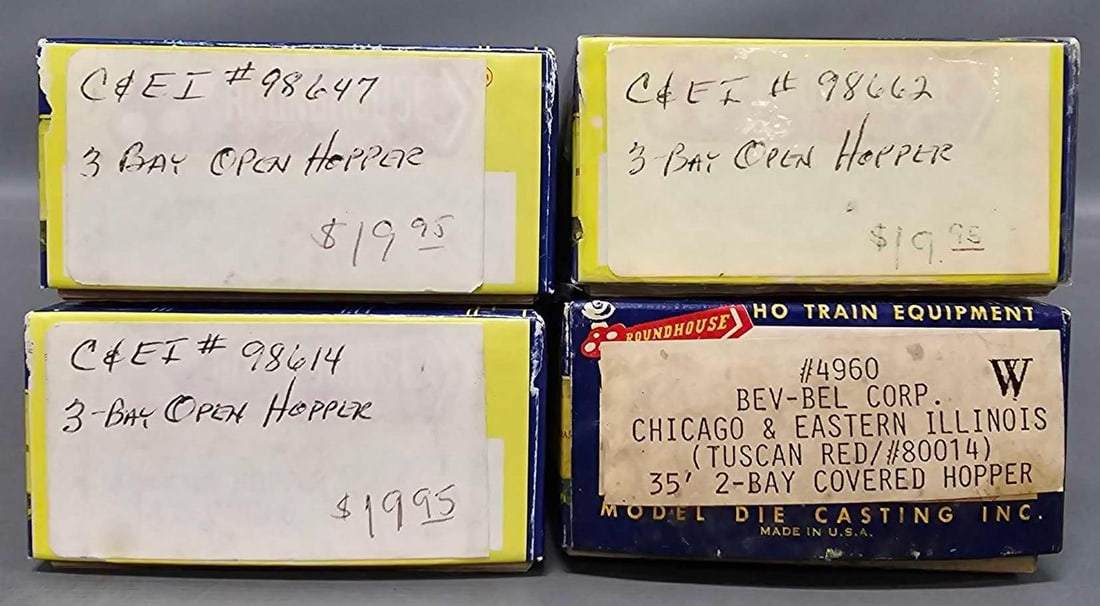 C&EI #98647
3 BAY OPEN HOPPER
$19.95
C&EI # 98662
3-BAY OPEN HOPPER
$19.95
C&EI # 98614
3-BAY OPEN HOPPER
$19.95
HO TRAIN EQUIPMENT
ROUNDHOUSE
#4960
W
BEV-BEL CORP.
CHICAGO & EASTERN ILLINOIS
(TUSCAN RED/#80014)
35' 2-BAY COVERED HOPPER
MODEL DIE CASTING INC.
MADE IN U.S.A.